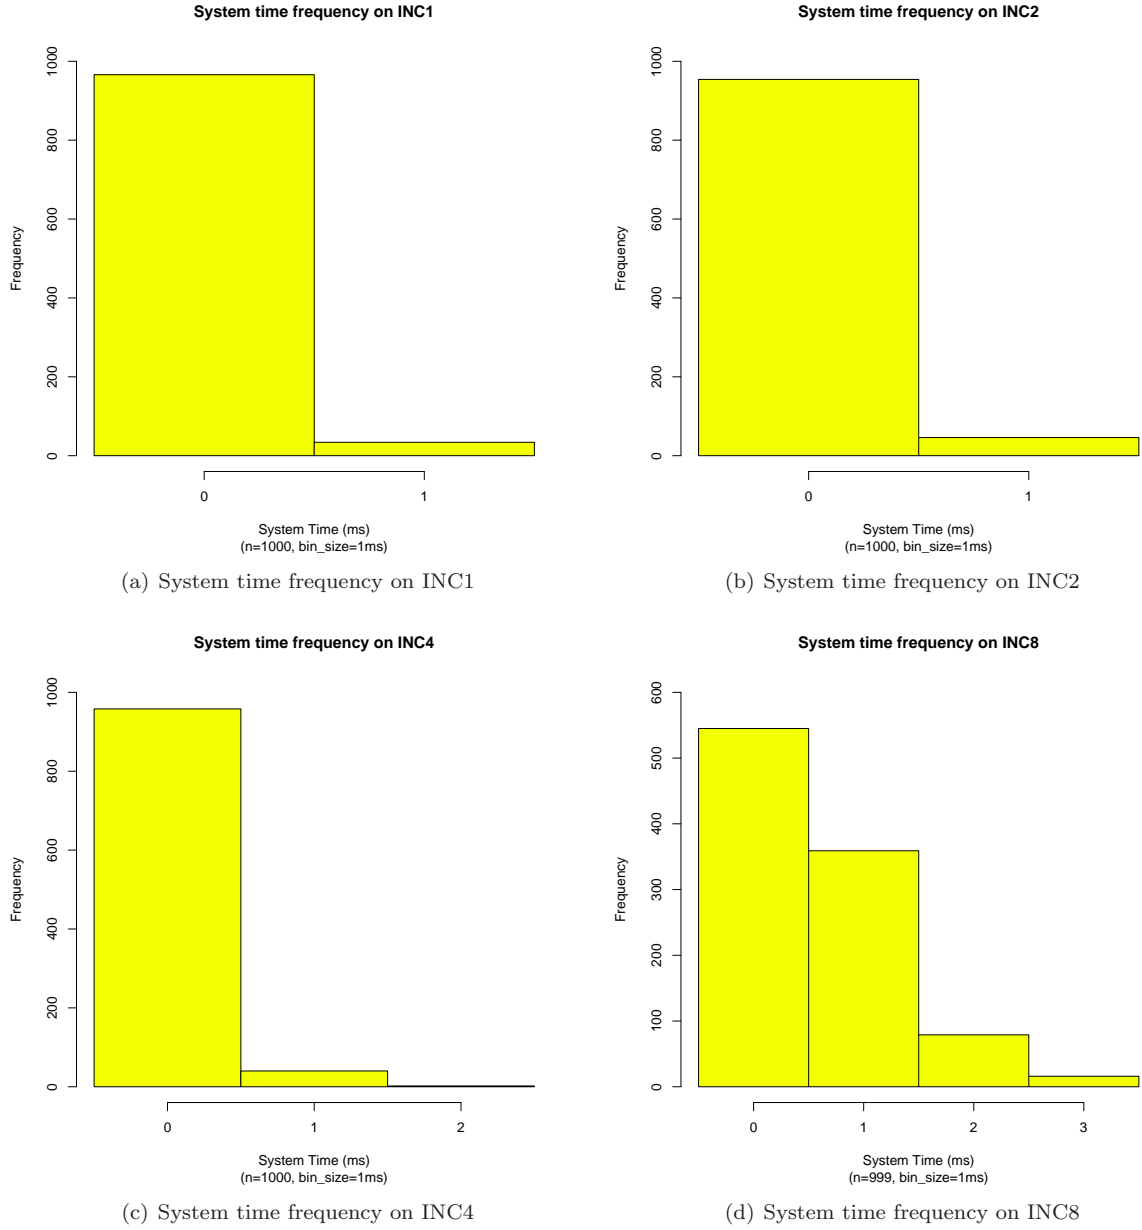 System time frequency on INC1
Frequency
1000
800
600
400
200
0
0 1
System Time (ms)
(n=1000, bin_size=1ms)
(a) System time frequency on INC1
System time frequency on INC2
Frequency
1000
800
600
400
200
0
0 1
System Time (ms)
(n=1000, bin_size=1ms)
(b) System time frequency on INC2
System time frequency on INC4
Frequency
1000
800
600
400
200
0
0 1 2
System Time (ms)
(n=1000, bin_size=1ms)
(c) System time frequency on INC4
System time frequency on INC8
Frequency
600
500
400
300
200
100
0
0 1 2 3
System Time (ms)
(n=999, bin_size=1ms)
(d) System time frequency on INC8